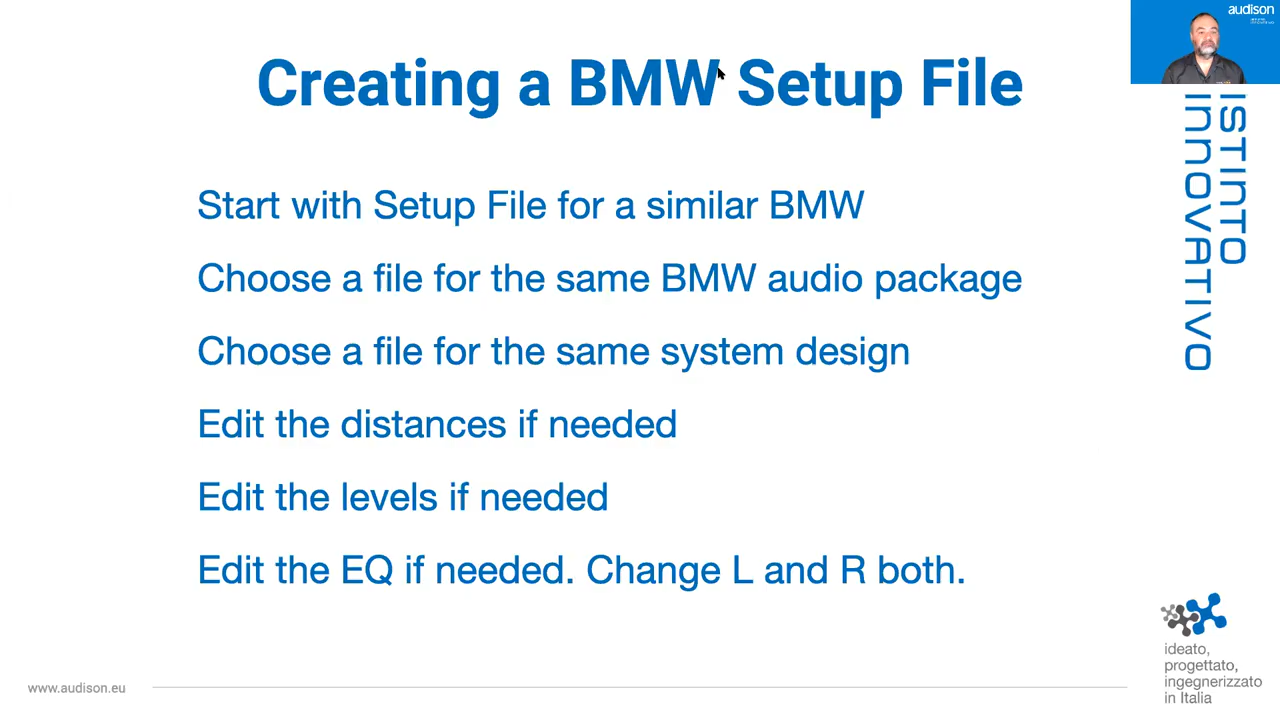 audison
Creating a BMW Setup File
ISTINTO
INNOVATIVO
Start with Setup File for a similar BMW
Choose a file for the same BMW audio package
Choose a file for the same system design
Edit the distances if needed
Edit the levels if needed
Edit the EQ if needed. Change L and R both.
ideato,
progettato,
ingegnerizzato
in Italia
www.audison.eu